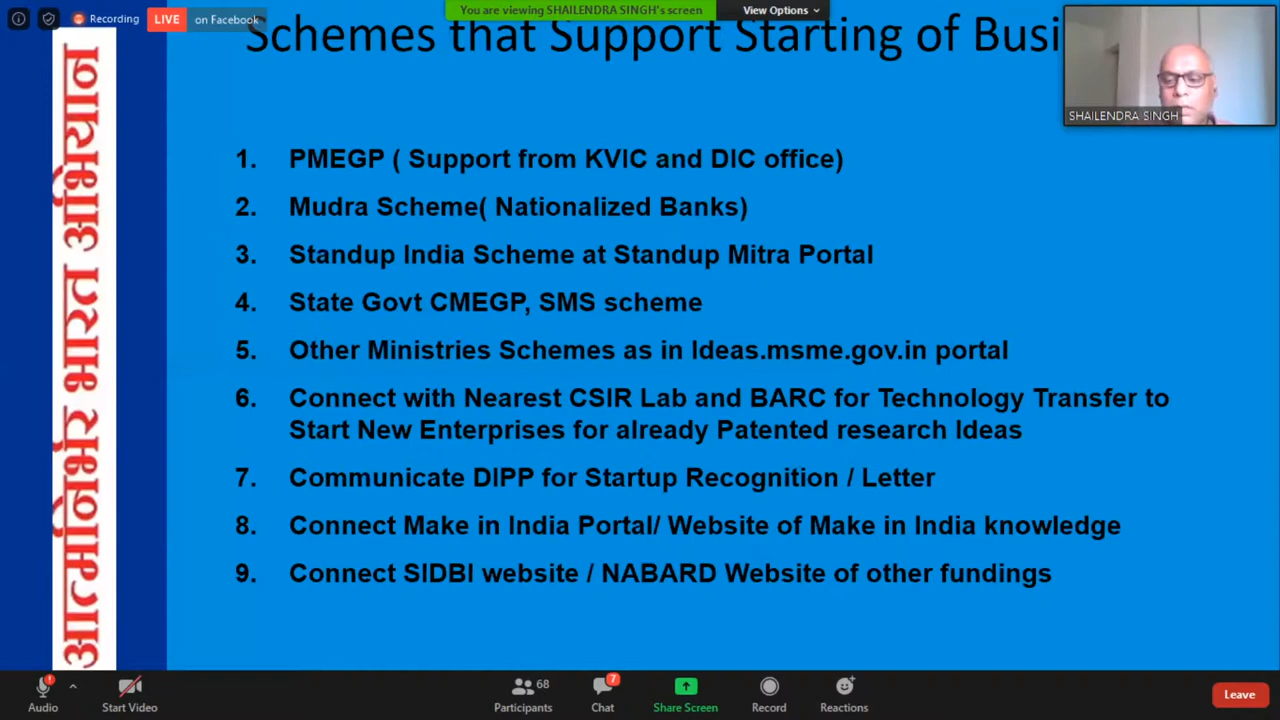 Recording
LIVE on Facebook
You are viewing SHAILENDRA SINGH's screen
View Options
Schemes that Support Starting of Busi
SHAILENDRA SINGH
आत्मनिर्भर भारत अभियान
1. PMEGP ( Support from KVIC and DIC office)
2. Mudra Scheme( Nationalized Banks)
3. Standup India Scheme at Standup Mitra Portal
4. State Govt CMEGP, SMS scheme
5. Other Ministries Schemes as in Ideas.msme.gov.in portal
6. Connect with Nearest CSIR Lab and BARC for Technology Transfer to
Start New Enterprises for already Patented research Ideas
7. Communicate DIPP for Startup Recognition / Letter
8. Connect Make in India Portal/ Website of Make in India knowledge
9. Connect SIDBI website / NABARD Website of other fundings
Audio
Start Video
68
Participants
7
Chat
Share Screen
Record
Reactions
Leave